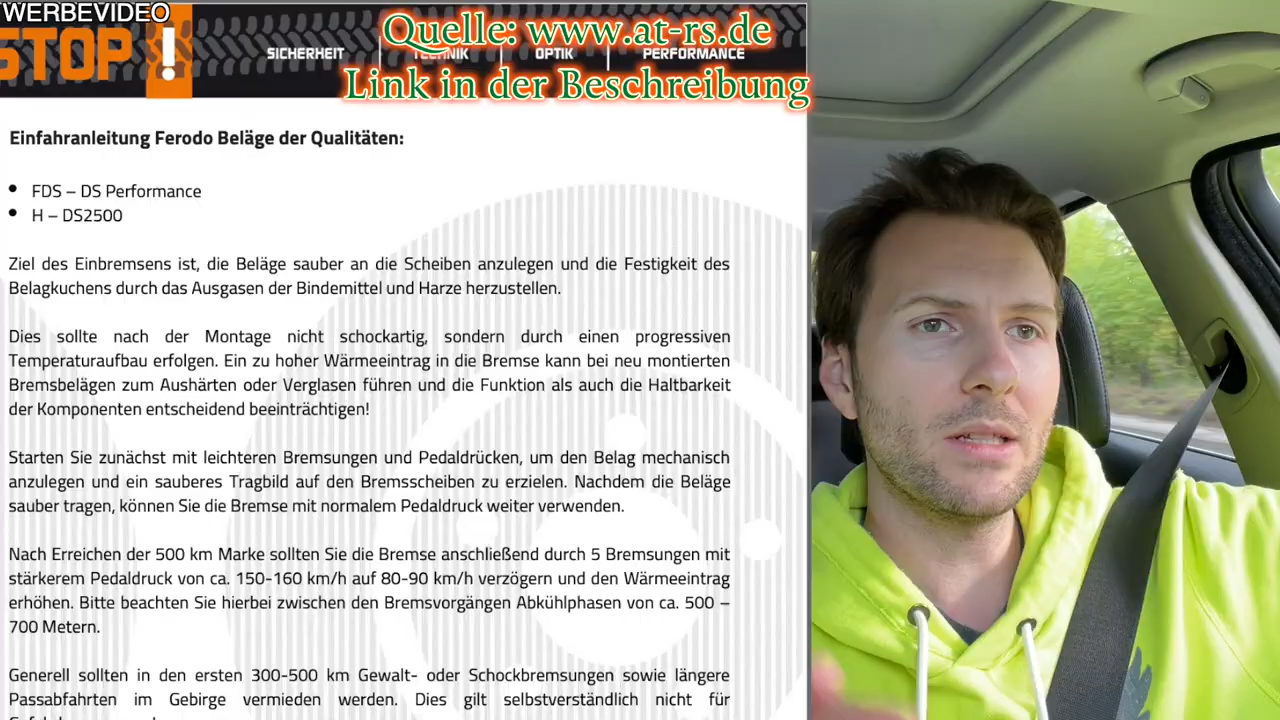 WERBEVIDEO
STOP!
SICHERHEIT TECHNIK OPTIK PERFORMANCE
Quelle: www.at-rs.de
Link in der Beschreibung
Einfahranleitung Ferodo Beläge der Qualitäten:
• FDS – DS Performance
• H – DS2500
Ziel des Einbremsens ist, die Beläge sauber an die Scheiben anzulegen und die Festigkeit des
Belagkuchens durch das Ausgasen der Bindemittel und Harze herzustellen.
Dies sollte nach der Montage nicht schockartig, sondern durch einen progressiven
Temperaturaufbau erfolgen. Ein zu hoher Wärmeeintrag in die Bremse kann bei neu montierten
Bremsbelägen zum Aushärten oder Verglasen führen und die Funktion als auch die Haltbarkeit
der Komponenten entscheidend beeinträchtigen!
Starten Sie zunächst mit leichteren Bremsungen und Pedaldrücken, um den Belag mechanisch
anzulegen und ein sauberes Tragbild auf den Bremsscheiben zu erzielen. Nachdem die Beläge
sauber tragen, können Sie die Bremse mit normalem Pedaldruck weiter verwenden.
Nach Erreichen der 500 km Marke sollten Sie die Bremse anschließend durch 5 Bremsungen mit
stärkerem Pedaldruck von ca. 150-160 km/h auf 80-90 km/h verzögern und den Wärmeeintrag
erhöhen. Bitte beachten Sie hierbei zwischen den Bremsvorgängen Abkühlphasen von ca. 500 –
700 Metern.
Generell sollten in den ersten 300-500 km Gewalt- oder Schockbremsungen sowie längere
Passabfahrten im Gebirge vermieden werden. Dies gilt selbstverständlich nicht für